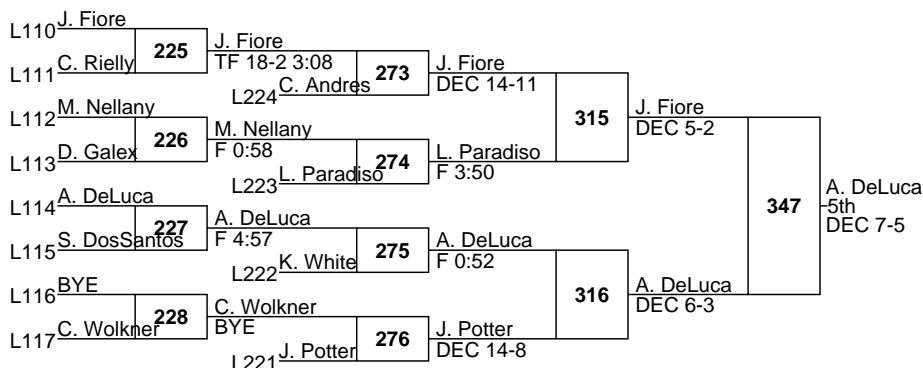 L110 J. Fiore
225 J. Fiore
L111 C. Rielly TF 18-2 3:08
273 J. Fiore
L224 C. Andres DEC 14-11
L112 M. Nellany
315 J. Fiore
DEC 5-2
226 M. Nellany
L113 D. Galex F 0:58
274 L. Paradiso
L223 L. Paradiso F 3:50
L114 A. DeLuca
347 A. DeLuca
5th
DEC 7-5
227 A. DeLuca
L115 S. DosSantos F 4:57
275 A. DeLuca
L222 K. White F 0:52
L116 BYE
316 A. DeLuca
DEC 6-3
228 C. Wolkner
L117 C. Wolkner BYE
276 J. Potter
L221 J. Potter DEC 14-8